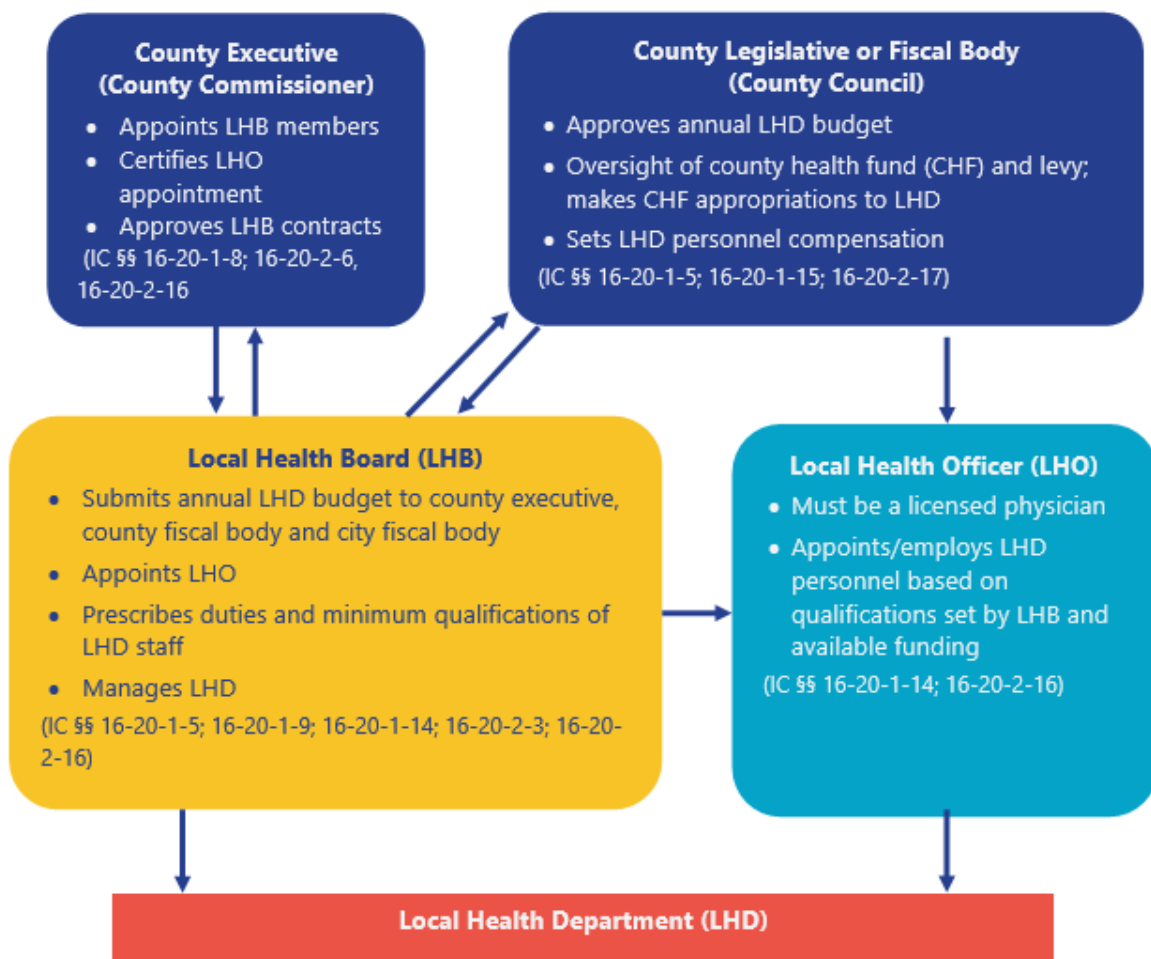 County Executive
(County Commissioner)
• Appoints LHB members
• Certifies LHO
appointment
• Approves LHB contracts
(IC §§ 16-20-1-8; 16-20-2-6,
16-20-2-16
County Legislative or Fiscal Body
(County Council)
• Approves annual LHD budget
• Oversight of county health fund (CHF) and levy;
makes CHF appropriations to LHD
• Sets LHD personnel compensation
(IC §§ 16-20-1-5; 16-20-1-15; 16-20-2-17)
Local Health Board (LHB)
• Submits annual LHD budget to county executive,
county fiscal body and city fiscal body
• Appoints LHO
• Prescribes duties and minimum qualifications of
LHD staff
• Manages LHD
(IC §§ 16-20-1-5; 16-20-1-9; 16-20-1-14; 16-20-2-3; 16-20-
2-16)
Local Health Officer (LHO)
• Must be a licensed physician
• Appoints/employs LHD
personnel based on
qualifications set by LHB and
available funding
(IC §§ 16-20-1-14; 16-20-2-16)
Local Health Department (LHD)